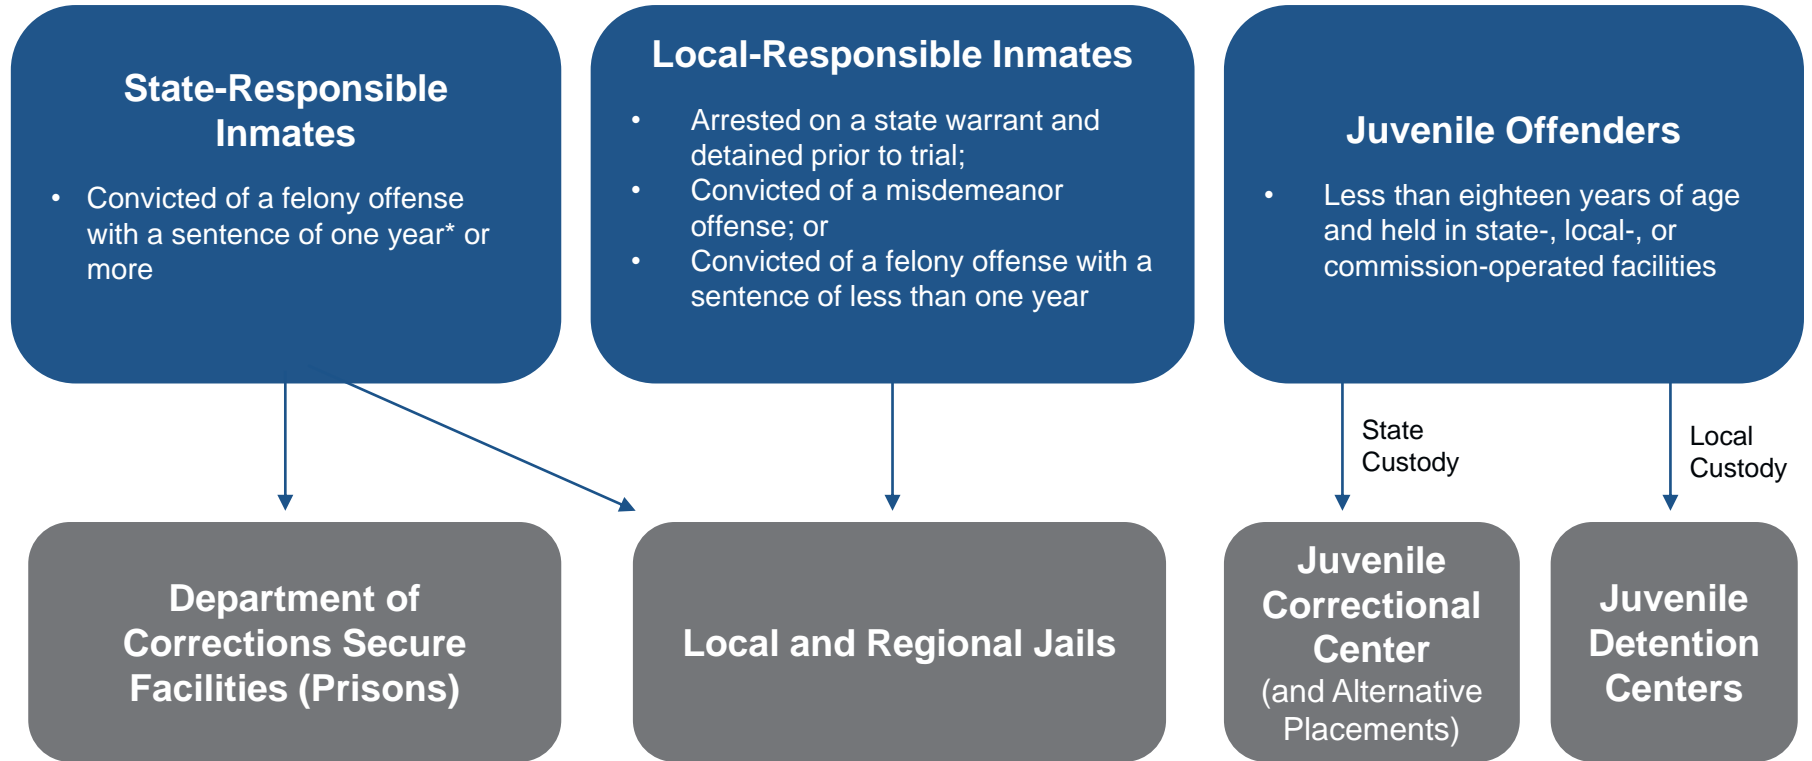 State-Responsible
Inmates
• Convicted of a felony offense
with a sentence of one year* or
more
Local-Responsible Inmates
• Arrested on a state warrant and
detained prior to trial;
• Convicted of a misdemeanor
offense; or
• Convicted of a felony offense with a
sentence of less than one year
Juvenile Offenders
• Less than eighteen years of age
and held in state-, local-, or
commission-operated facilities
State
Custody
Local
Custody
Department of
Corrections Secure
Facilities (Prisons)
Local and Regional Jails
Juvenile
Correctional
Center
(and Alternative
Placements)
Juvenile
Detention
Centers